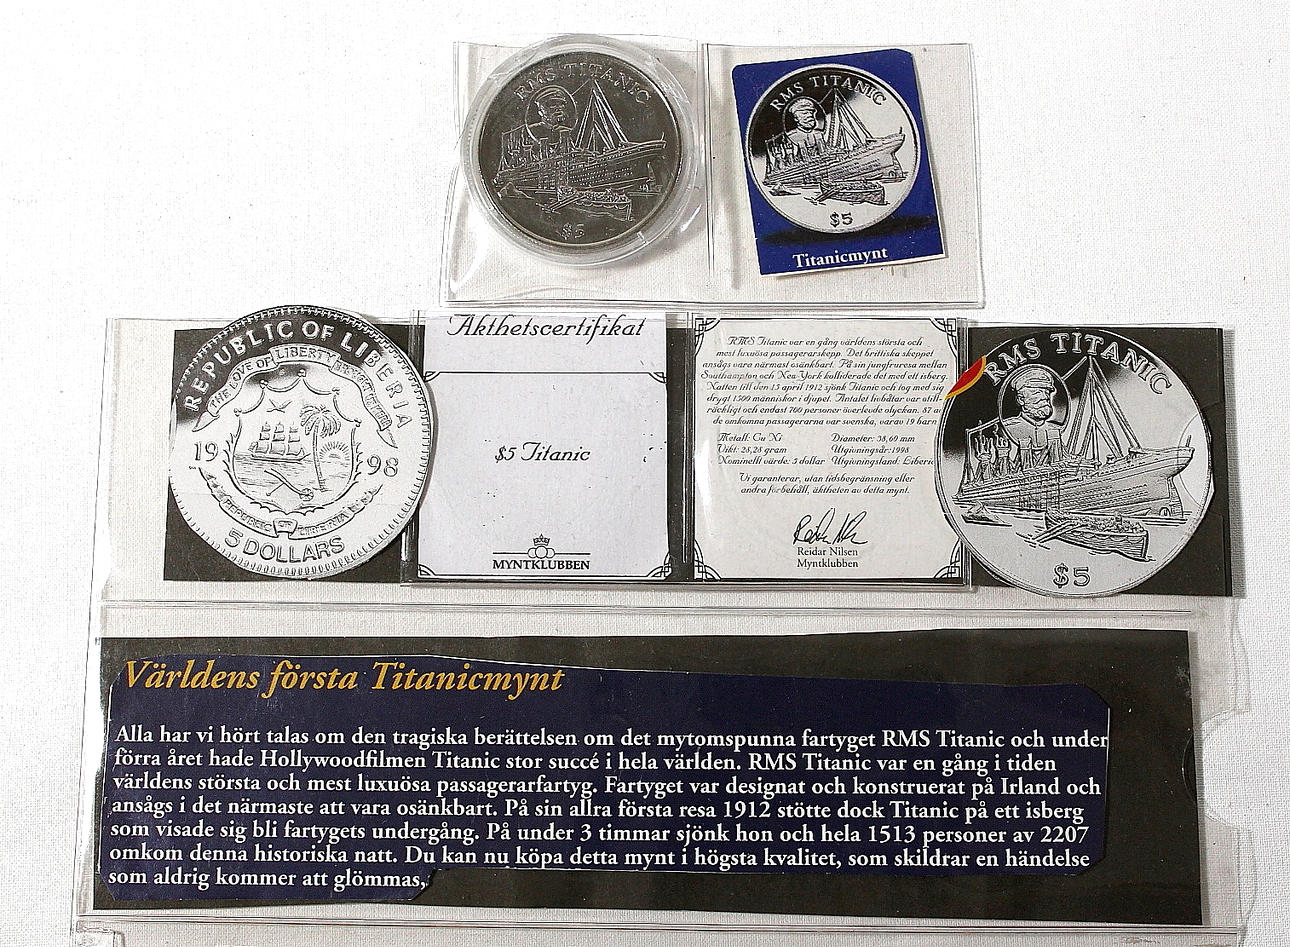 RMS TITANIC
$5
RMS TITANIC
$5
Titanicmynt
REPUBLIC OF LIBERIA
THE LOVE OF LIBERTY BROUGHT US HERE
19 98
REPUBLIC OF LIBERIA
5 DOLLARS
Äkthetscertifikat
$5 Titanic
MYNTKLUBBEN
RMS Titanic var en gång världens största och
mest luxuösa passagerarskepp. Det brittiska skeppet
ansågs vara närmast osänkbart. På sin jungfruresa mellan
Southampton och New York kolliderade det med ett isberg.
Natten till den 15 april 1912 sjönk Titanic och tog med sig
drygt 1500 människor i djupet. Antalet livbåtar var otill-
räckligt och endast 700 personer överlevde olyckan. 87 av
de omkomna passagerarna var svenska, varav 19 barn
Metall: Cu Ni Diameter: 38,60 mm
Vikt: 28,28 gram Utgivningsår: 1998
Nominellt värde: 5 dollar Utgivningsland: Liberia
Vi garanterar, utan tidsbegränsning eller
andra förbehåll, äktheten av detta mynt.
Reidar Nilsen
Myntklubben
RMS TITANIC
$5
Världens första Titanicmynt
Alla har vi hört talas om den tragiska berättelsen om det mytomspunna fartyget RMS Titanic och under
förra året hade Hollywoodfilmen Titanic stor succé i hela världen. RMS Titanic var en gång i tiden
världens största och mest luxuösa passagerarfartyg. Fartyget var designat och konstruerat på Irland och
ansågs i det närmaste att vara osänkbart. På sin allra första resa 1912 stötte dock Titanic på ett isberg
som visade sig bli fartygets undergång. På under 3 timmar sjönk hon och hela 1513 personer av 2207
omkom denna historiska natt. Du kan nu köpa detta mynt i högsta kvalitet, som skildrar en händelse
som aldrig kommer att glömmas,